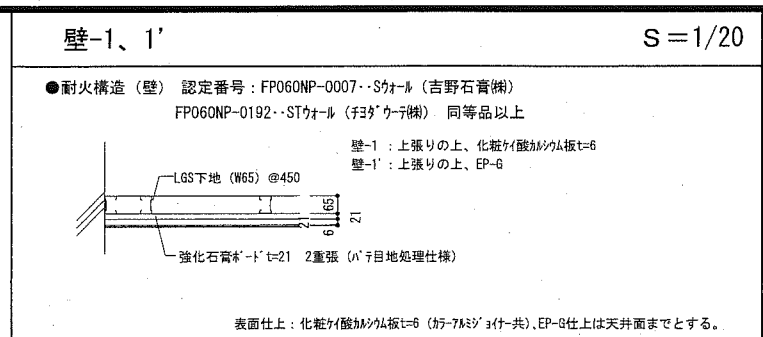 壁-1、1’
S＝1/20
●耐火構造（壁） 認定番号：FP060NP-0007‥Sウォール（吉野石膏㈱）
FP060NP-0192‥STウォール（チヨダウーテ㈱） 同等品以上
壁-1 ：上張りの上、化粧ケイ酸カルシウム板t=6
壁-1'：上張りの上、EP-G
LGS下地（W65）@450
65
21
21
6
強化石膏ボードt=21 2重張（パテ目地処理仕様）
表面仕上：化粧ケイ酸カルシウム板t=6（カラーアルミジョイナー共）､EP-G仕上は天井面までとする。